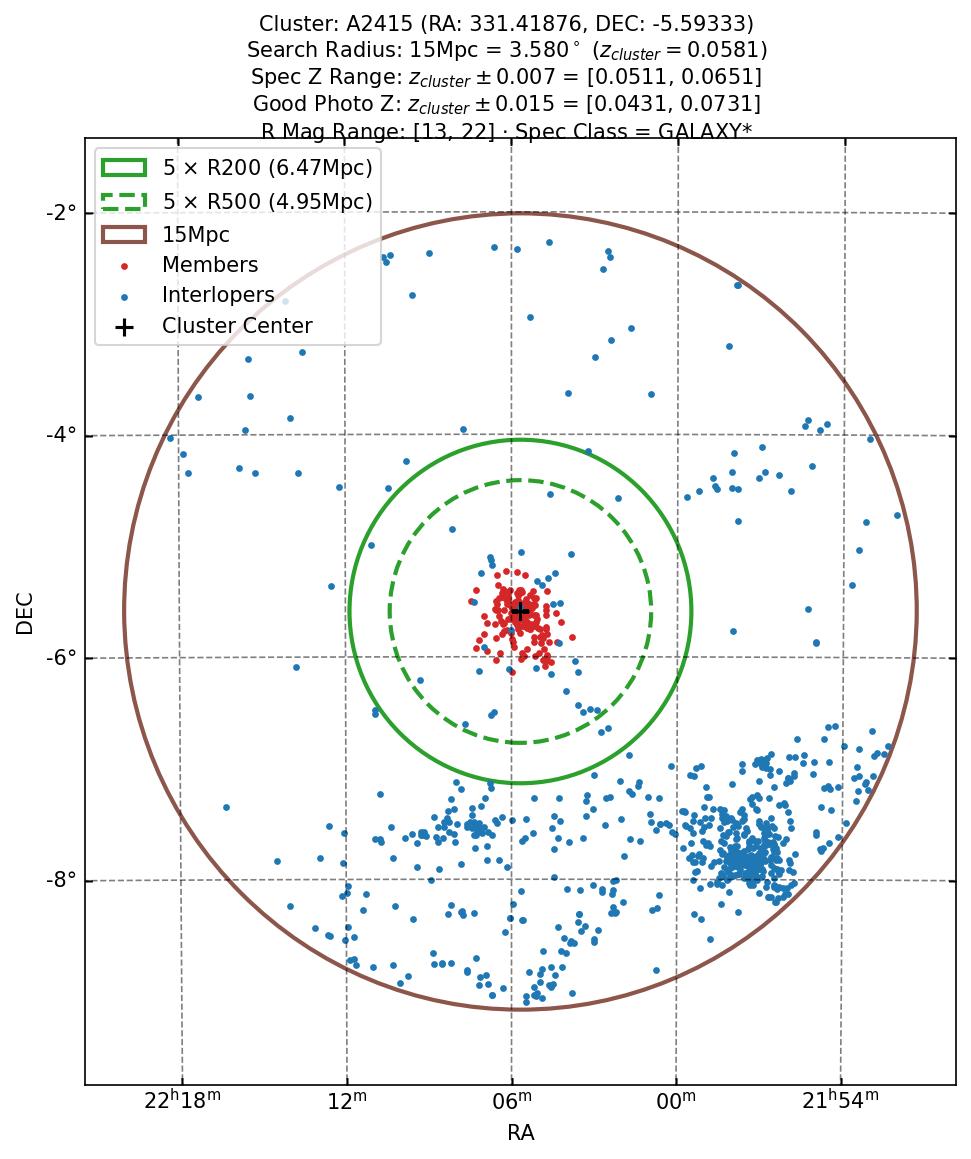 Cluster: A2415 (RA: 331.41876, DEC: -5.59333)
Search Radius: 15Mpc = 3.580° (z_cluster = 0.0581)
Spec Z Range: z_cluster ± 0.007 = [0.0511, 0.0651]
Good Photo Z: z_cluster ± 0.015 = [0.0431, 0.0731]
R Mag Range: [13, 22] · Spec Class = GALAXY*
5 × R200 (6.47Mpc)
5 × R500 (4.95Mpc)
15Mpc
Members
Interlopers
Cluster Center
-2°
-4°
-6°
-8°
DEC
22ʰ18ᵐ 12ᵐ 06ᵐ 00ᵐ 21ʰ54ᵐ
RA